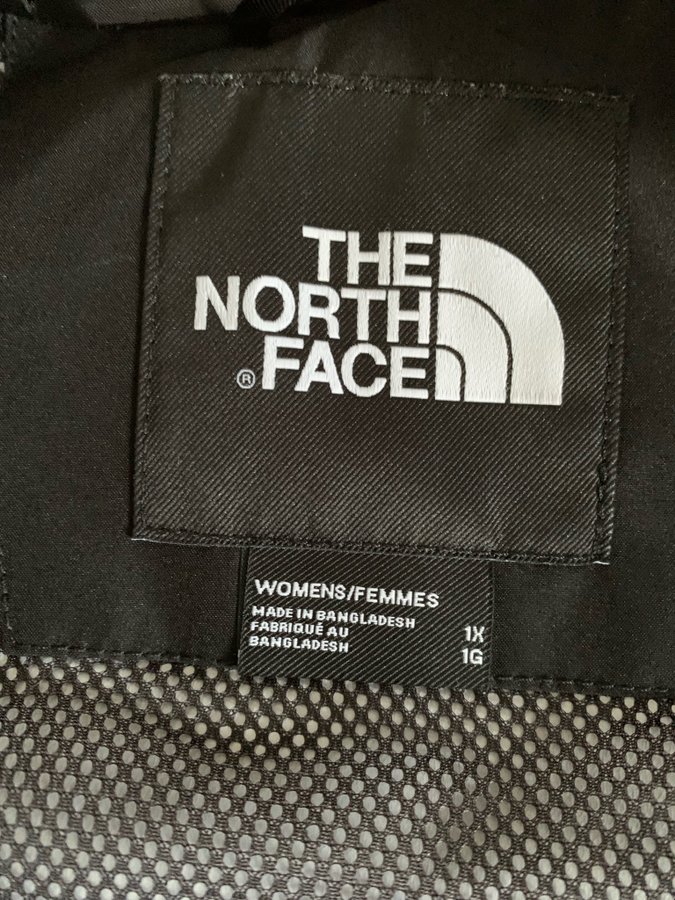 THE
NORTH
FACE
®
WOMENS/FEMMES
MADE IN BANGLADESH
FABRIQUÉ AU
BANGLADESH
1X
1G